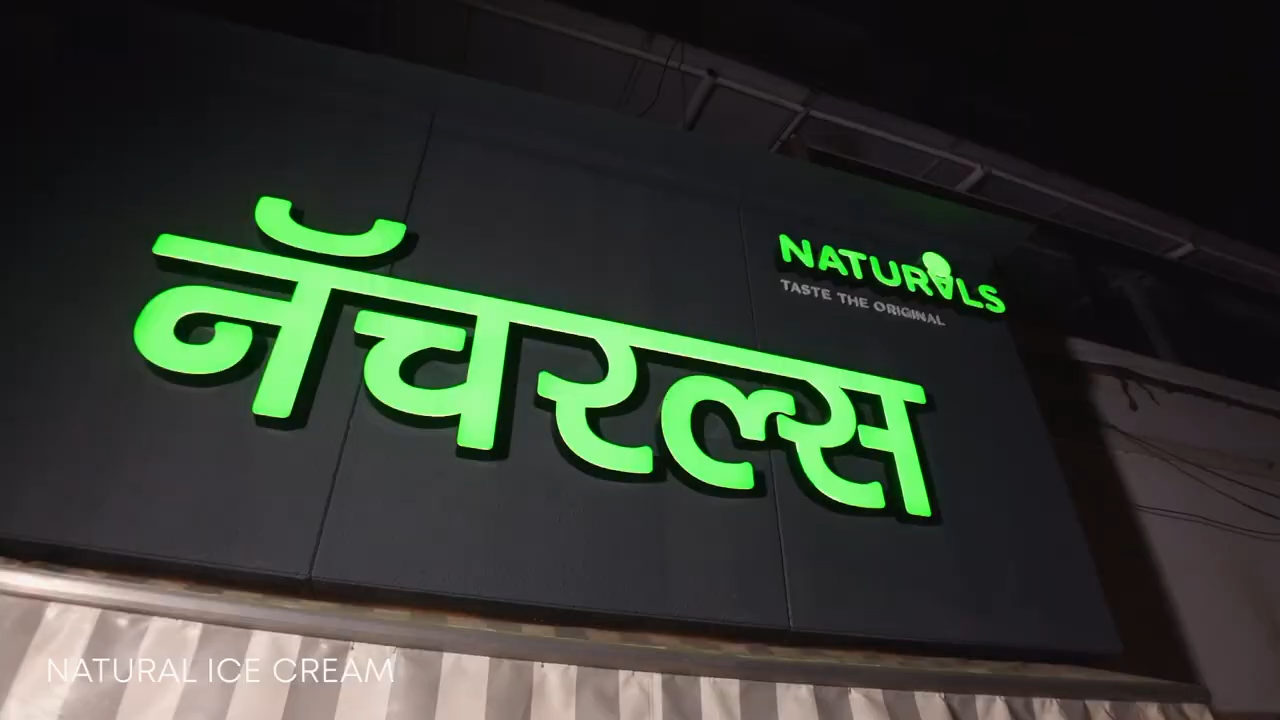 नॅचरल्स
NATURALS
TASTE THE ORIGINAL
NATURAL ICE CREAM